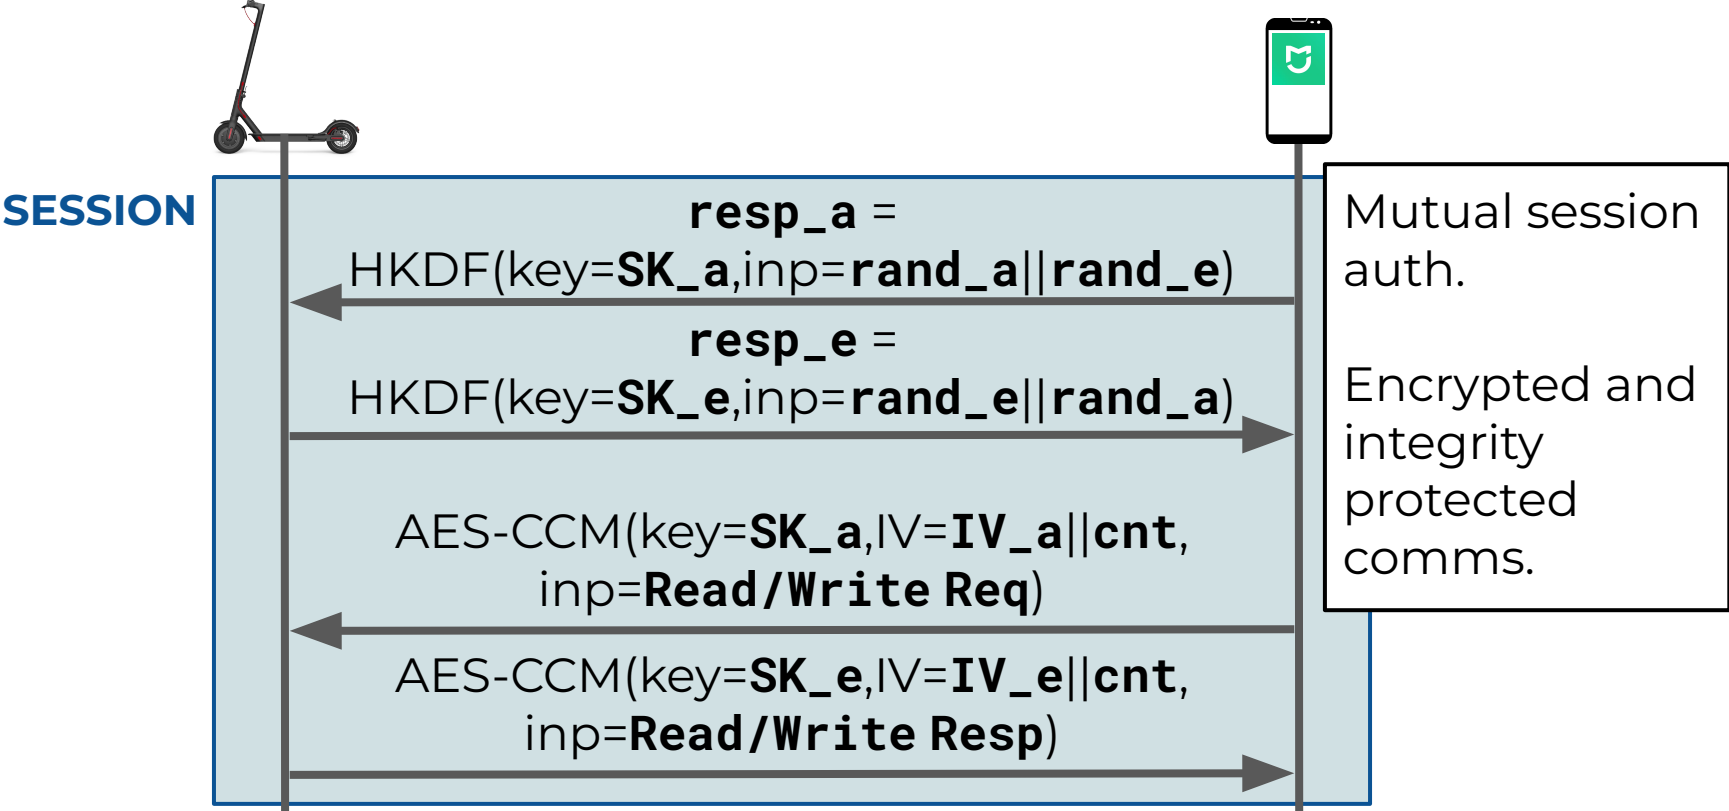 SESSION
resp_a =
HKDF(key=SK_a,inp=rand_a||rand_e)
resp_e =
HKDF(key=SK_e,inp=rand_e||rand_a)
AES-CCM(key=SK_a,IV=IV_a||cnt,
inp=Read/Write Req)
AES-CCM(key=SK_e,IV=IV_e||cnt,
inp=Read/Write Resp)
Mutual session
auth.
Encrypted and
integrity
protected
comms.